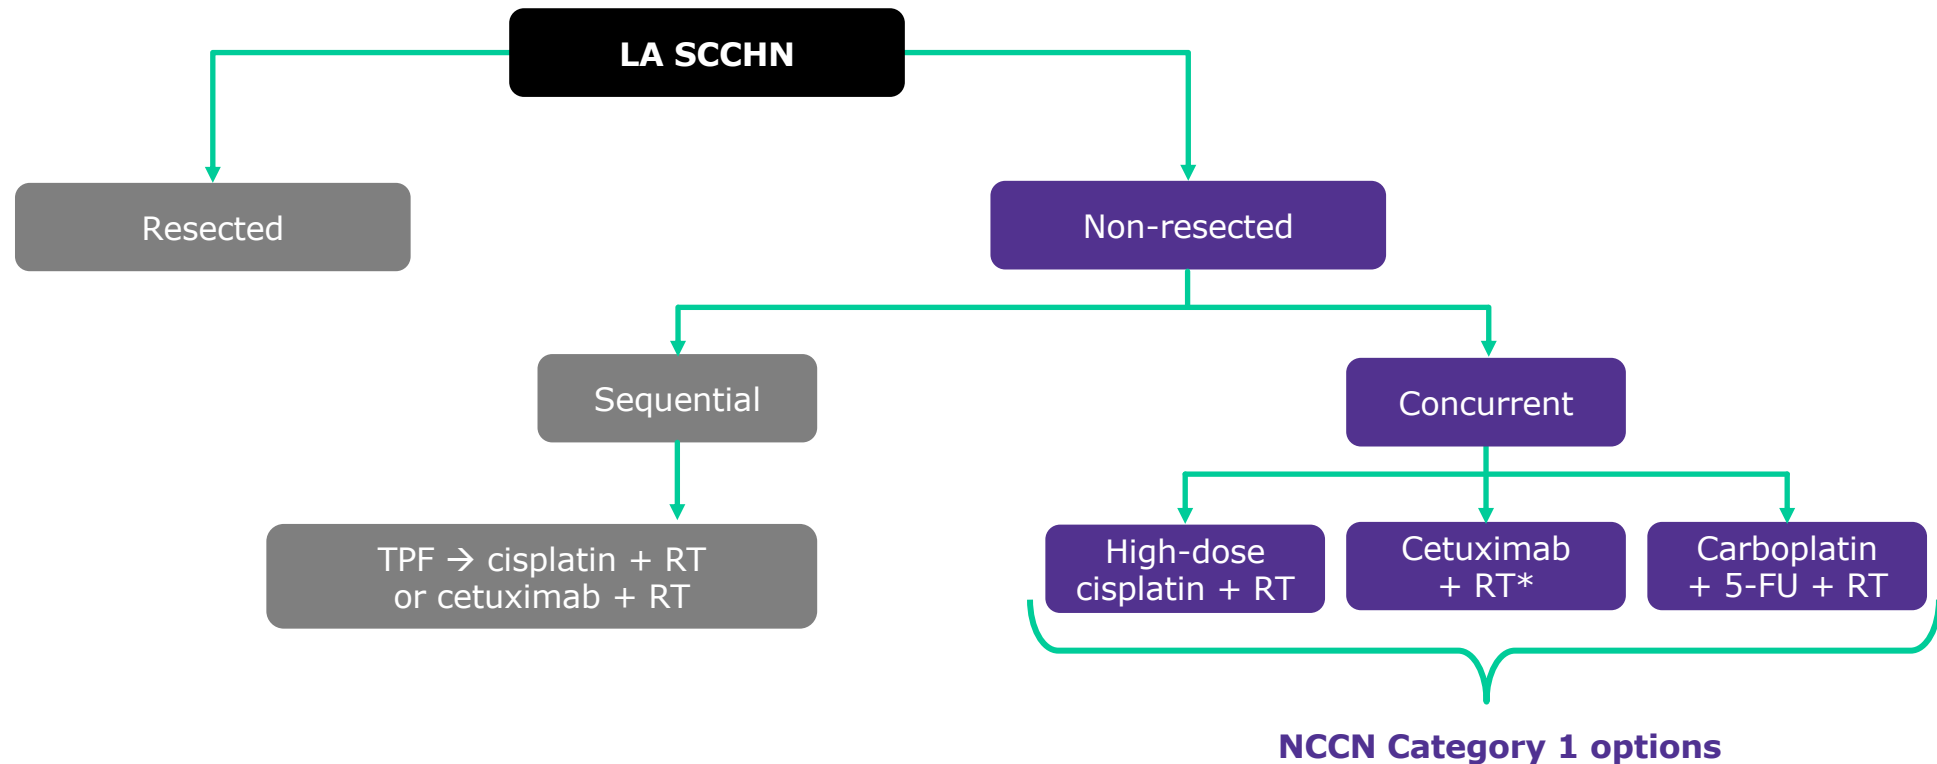 LA SCCHN
Resected
Non-resected
Sequential
Concurrent
TPF → cisplatin + RT
or cetuximab + RT
High-dose
cisplatin + RT
Cetuximab
+ RT*
Carboplatin
+ 5-FU + RT
NCCN Category 1 options